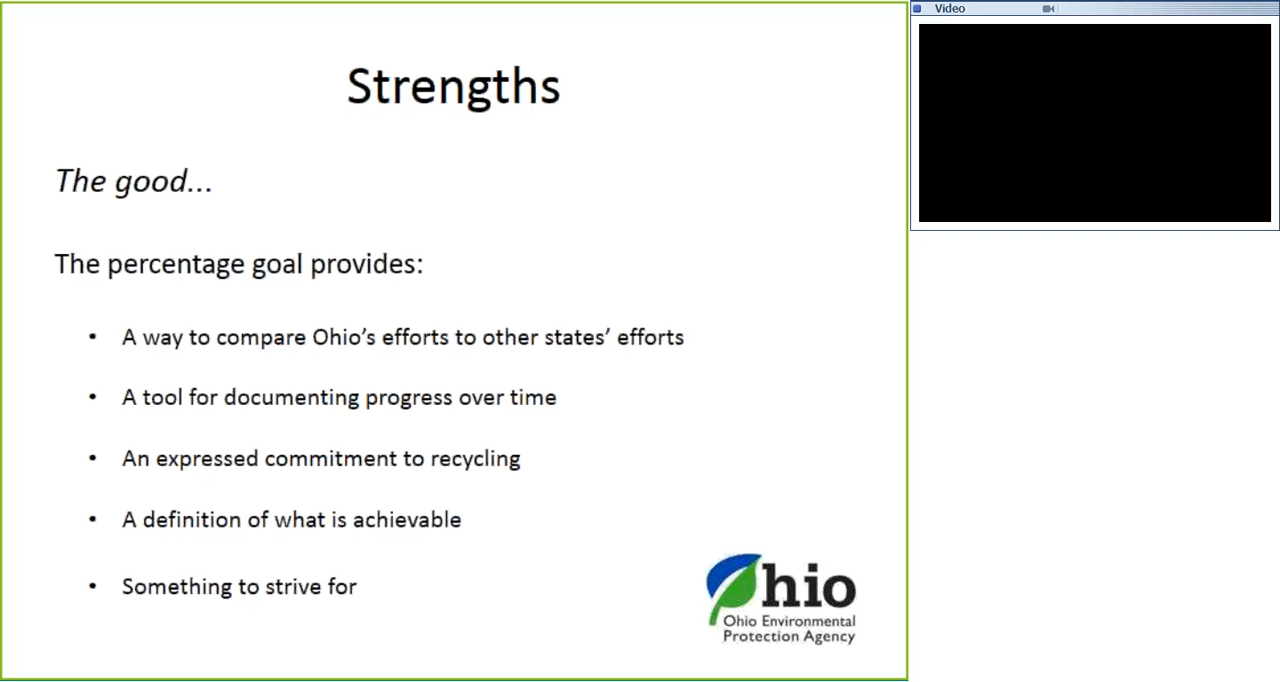 Strengths
The good...
The percentage goal provides:
• A way to compare Ohio’s efforts to other states’ efforts
• A tool for documenting progress over time
• An expressed commitment to recycling
• A definition of what is achievable
• Something to strive for
Ohio
Ohio Environmental
Protection Agency
Video